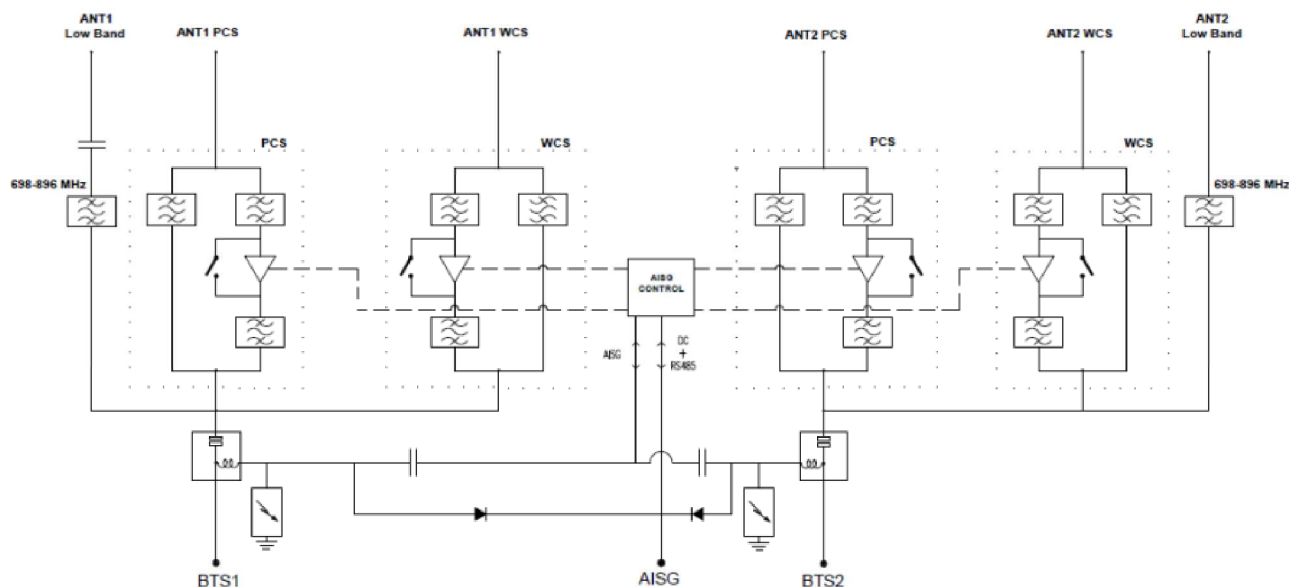 ANT1
Low Band
ANT1 PCS
ANT1 WCS
ANT2 PCS
ANT2 WCS
ANT2
Low Band
PCS
WCS
PCS
WCS
698-896 MHz
698-896 MHz
AISG
CONTROL
AISG
DC
+
RS485
BTS1
AISG
BTS2